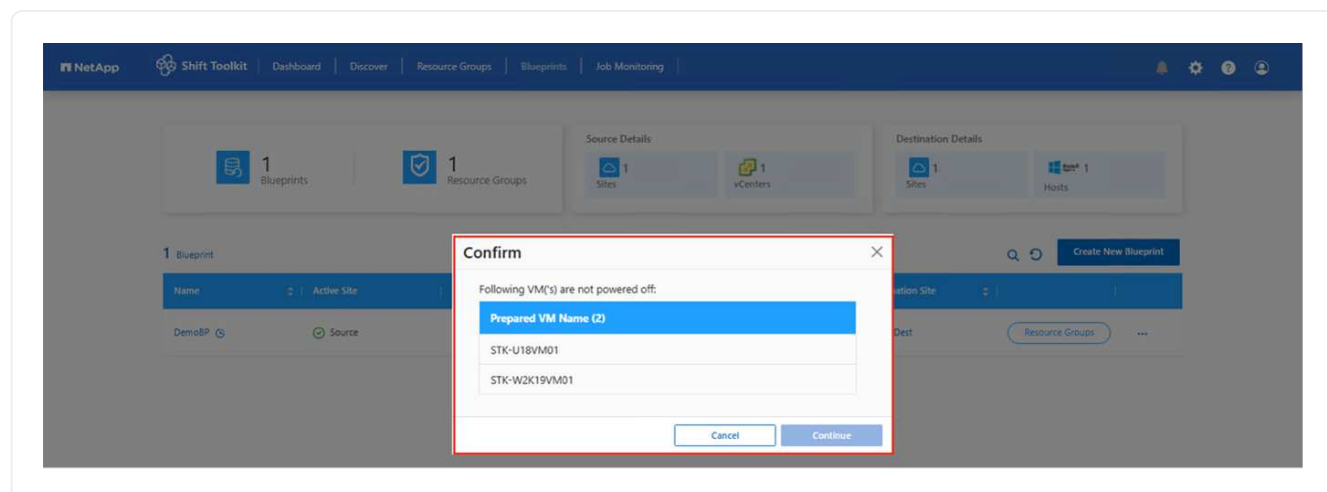 NetApp Shift Toolkit Dashboard Discover Resource Groups Blueprints Job Monitoring
Source Details Destination Details
1 1 1 1 1 1
Blueprints Resource Groups Sites vCenters Sites Hosts
1 Blueprint Create New Blueprint
Name Active Site ation Site
DemoBP Source Dest Resource Groups ...
Confirm
Following VM('s) are not powered off:
Prepared VM Name (2)
STK-U18VM01
STK-W2K19VM01
Cancel Continue